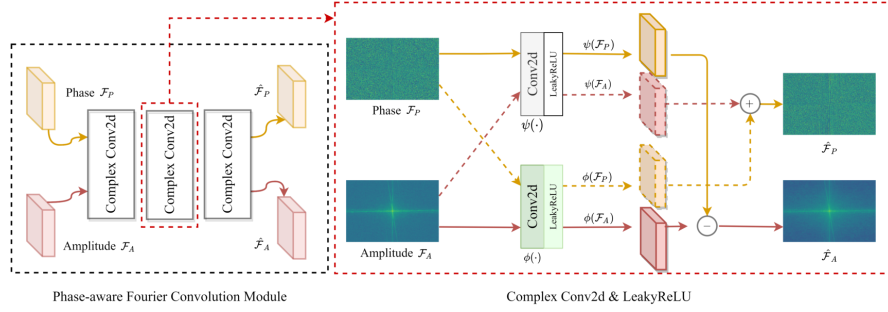 Phase 𝓕_P
𝓕̂_P
Complex Conv2d
Complex Conv2d
Complex Conv2d
Amplitude 𝓕_A
𝓕̂_A
Phase-aware Fourier Convolution Module
Phase 𝓕_P
Amplitude 𝓕_A
Conv2d
LeakyReLU
ψ(·)
Conv2d
LeakyReLU
ϕ(·)
ψ(𝓕_P)
ψ(𝓕_A)
ϕ(𝓕_P)
ϕ(𝓕_A)
+
−
𝓕̂_P
𝓕̂_A
Complex Conv2d & LeakyReLU